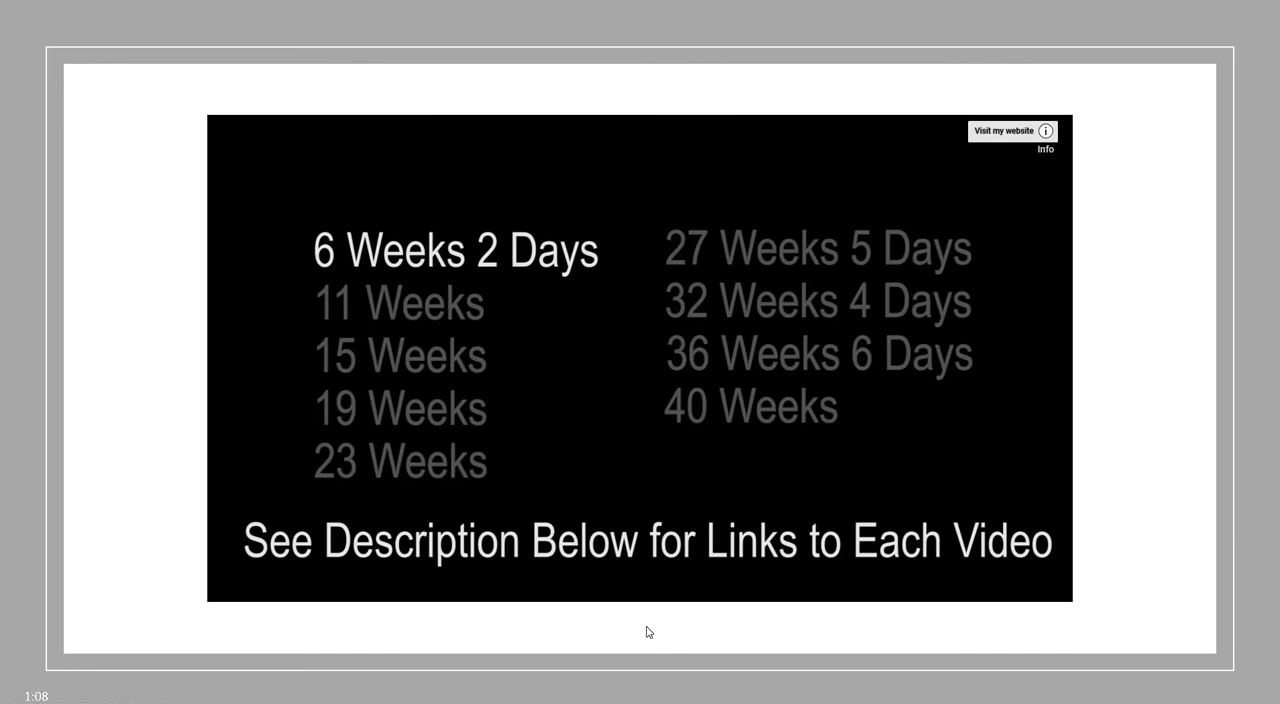 Visit my website
Info
6 Weeks 2 Days
11 Weeks
15 Weeks
19 Weeks
23 Weeks
27 Weeks 5 Days
32 Weeks 4 Days
36 Weeks 6 Days
40 Weeks
See Description Below for Links to Each Video
1:08